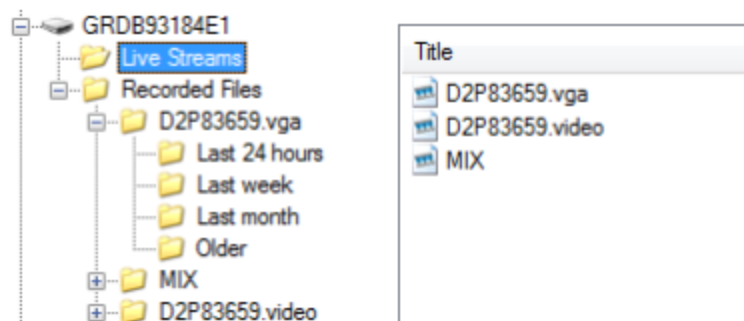 GRDB93184E1
Live Streams
Recorded Files
D2P83659.vga
Last 24 hours
Last week
Last month
Older
MIX
D2P83659.video
Title
D2P83659.vga
D2P83659.video
MIX